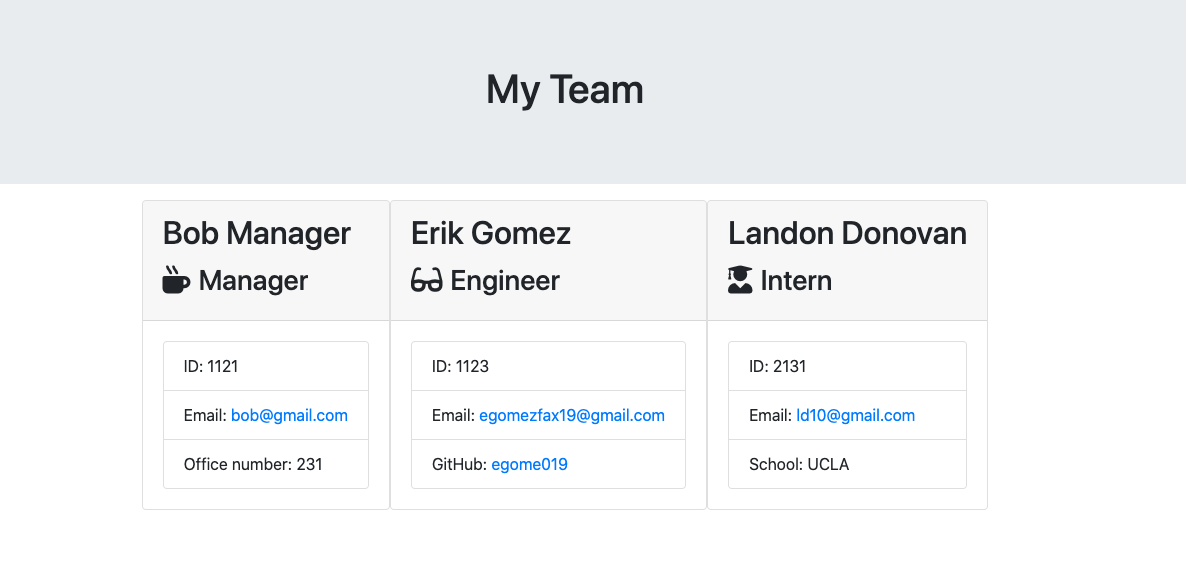 My Team
Bob Manager
Manager
ID: 1121
Email: bob@gmail.com
Office number: 231
Erik Gomez
Engineer
ID: 1123
Email: egomezfax19@gmail.com
GitHub: egome019
Landon Donovan
Intern
ID: 2131
Email: ld10@gmail.com
School: UCLA